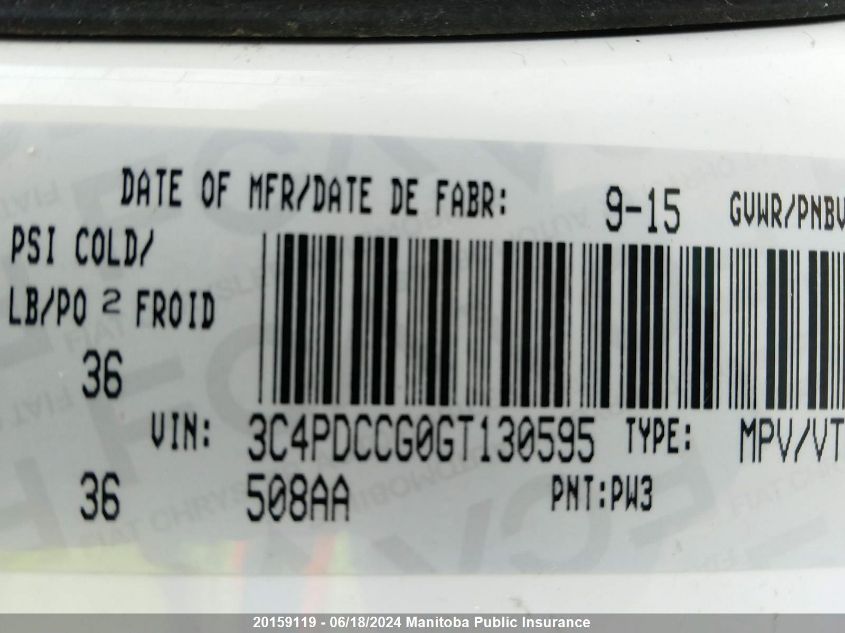 DATE OF MFR/DATE DE FABR: 9-15 GVWR/PNBV
PSI COLD/
LB/PO 2 FROID
36
VIN: 3C4PDCCG0GT130595 TYPE: MPV/VT
36 508AA PNT:PW3
20159119 - 06/18/2024 Manitoba Public Insurance